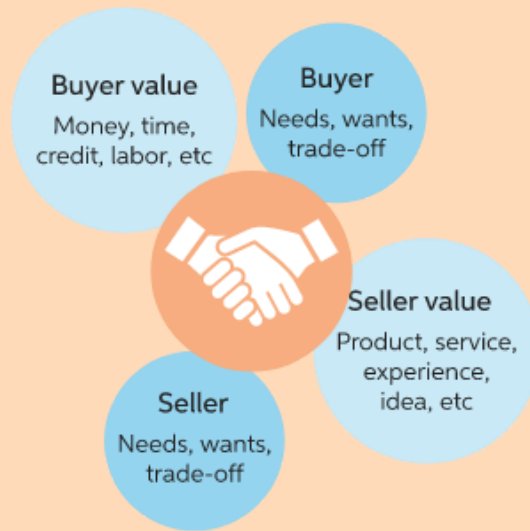 Buyer value
Money, time,
credit, labor, etc
Buyer
Needs, wants,
trade-off
Seller value
Product, service,
experience,
idea, etc
Seller
Needs, wants,
trade-off